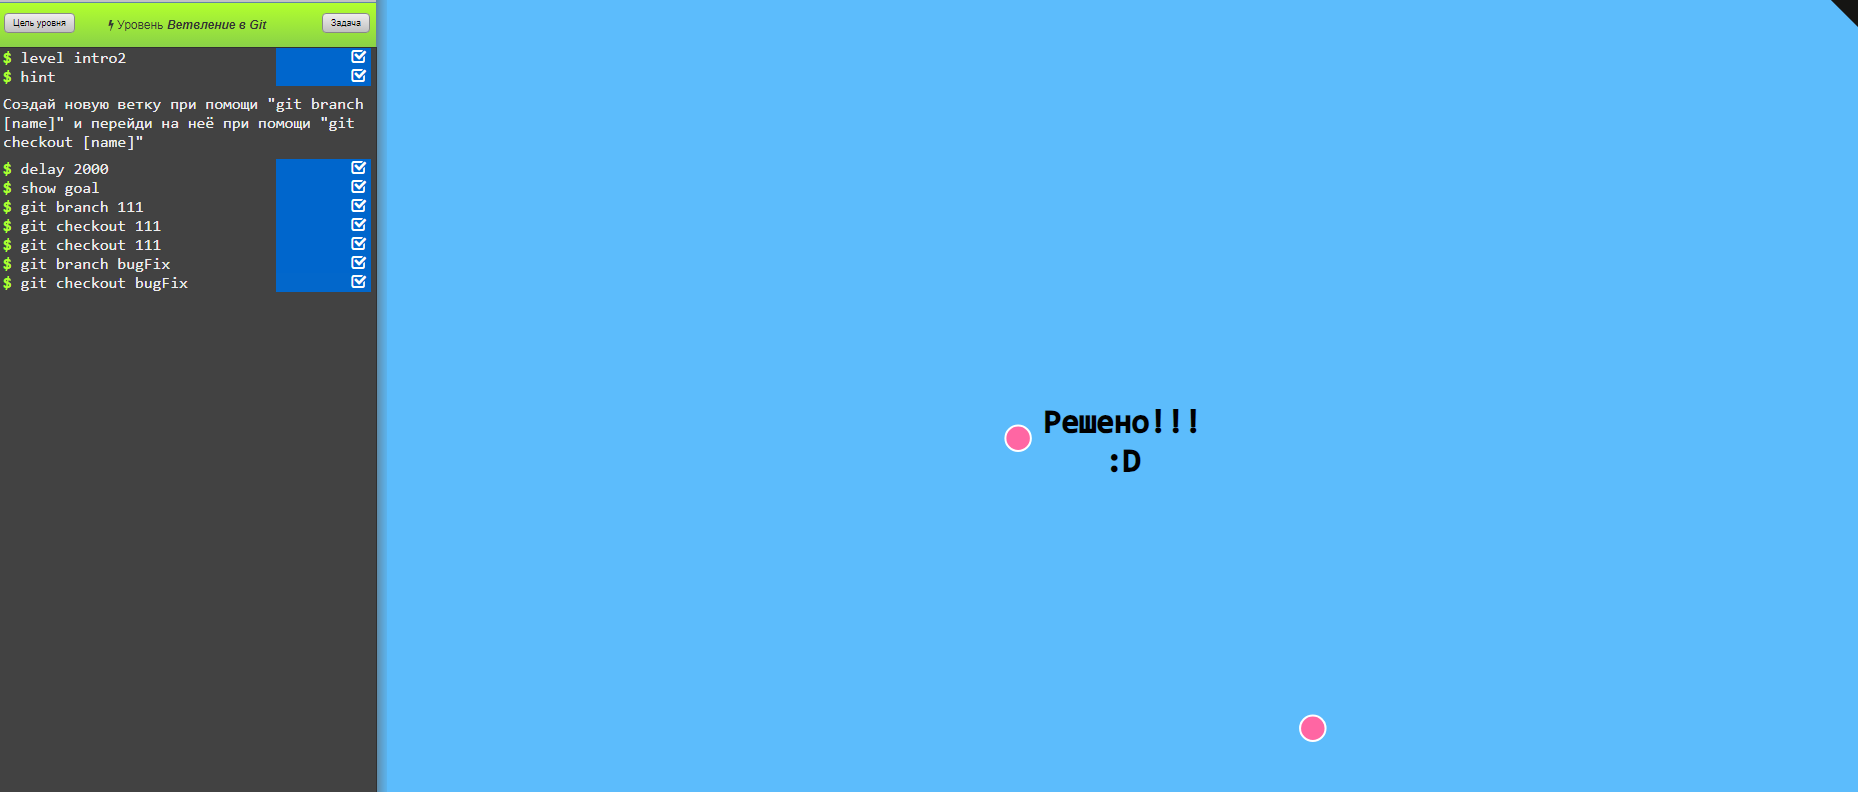 Цель уровня
Уровень Ветвление в Git
Задача
$ level intro2
$ hint
Создай новую ветку при помощи "git branch
[name]" и перейди на неё при помощи "git
checkout [name]"
$ delay 2000
$ show goal
$ git branch 111
$ git checkout 111
$ git checkout 111
$ git branch bugFix
$ git checkout bugFix
Решено!!!
:D